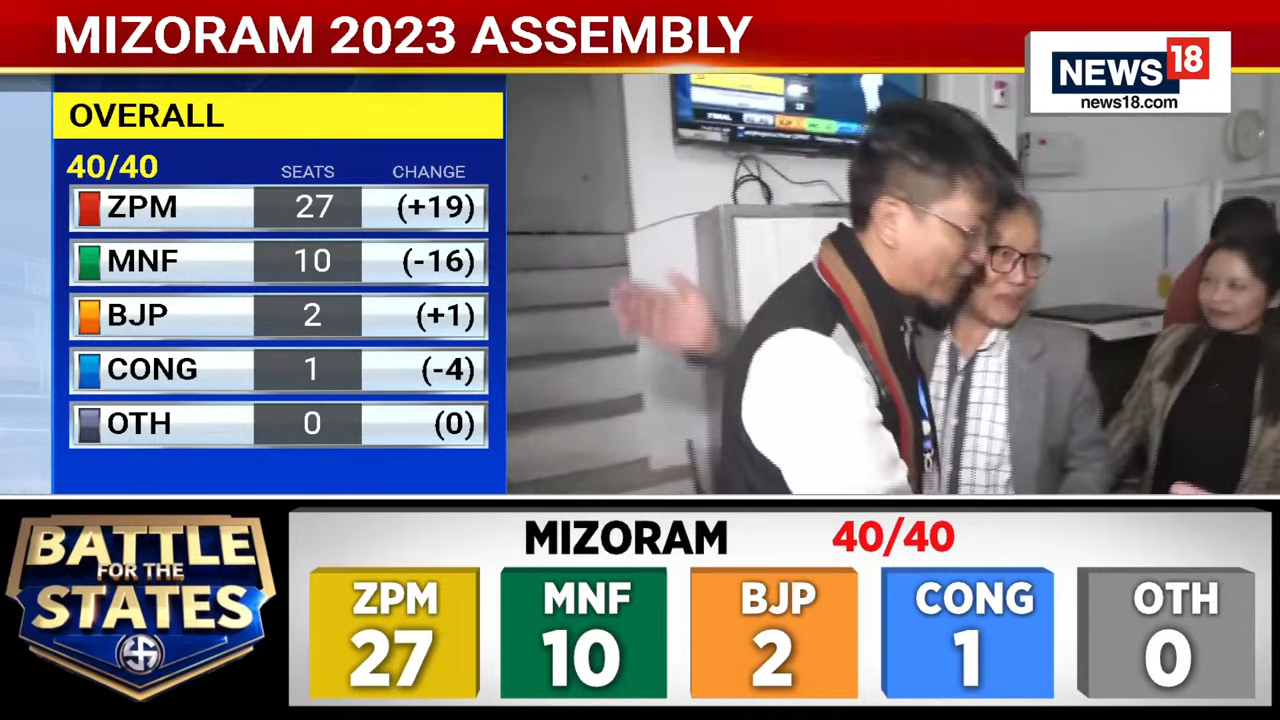 MIZORAM 2023 ASSEMBLY
NEWS 18
news18.com
OVERALL
40/40 SEATS CHANGE
ZPM 27 (+19)
MNF 10 (-16)
BJP 2 (+1)
CONG 1 (-4)
OTH 0 (0)
BATTLE
FOR THE
STATES
MIZORAM 40/40
ZPM MNF BJP CONG OTH
27 10 2 1 0